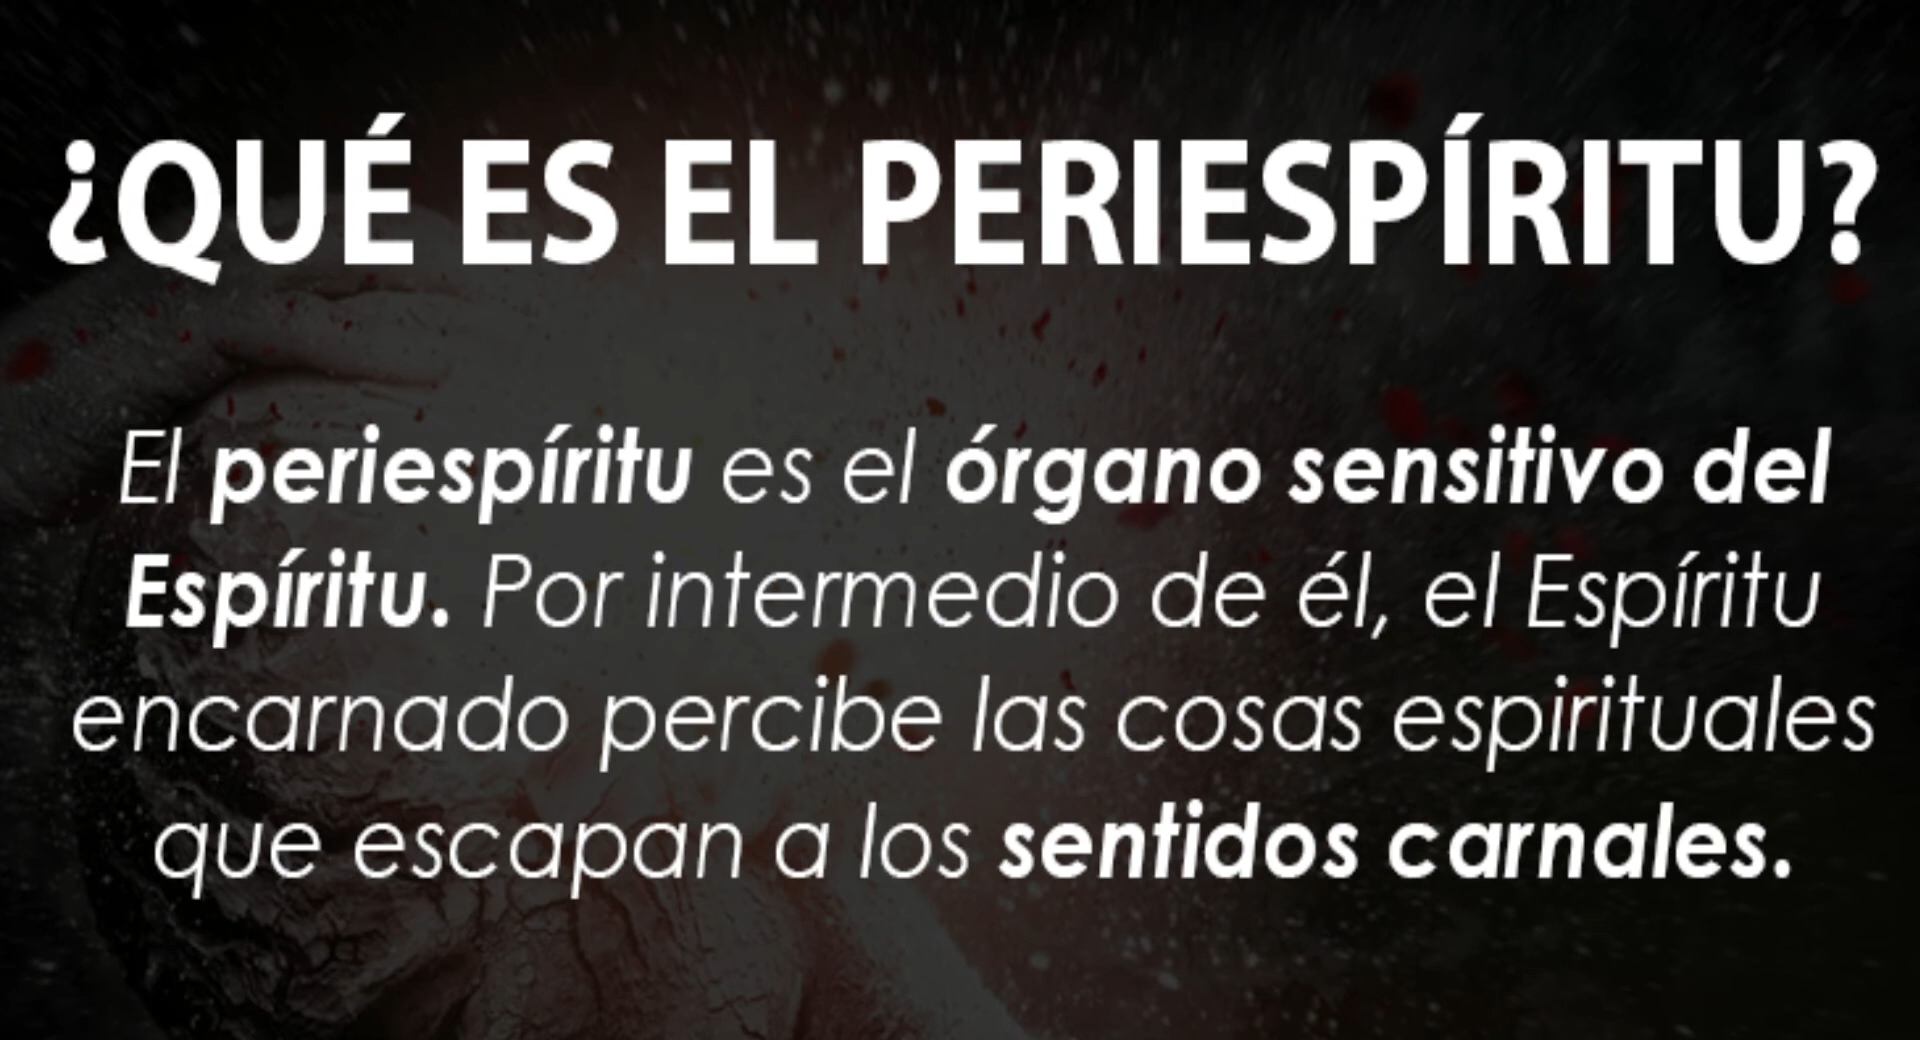 ¿QUÉ ES EL PERIESPÍRITU?
El periespíritu es el órgano sensitivo del
Espíritu. Por intermedio de él, el Espíritu
encarnado percibe las cosas espirituales
que escapan a los sentidos carnales.